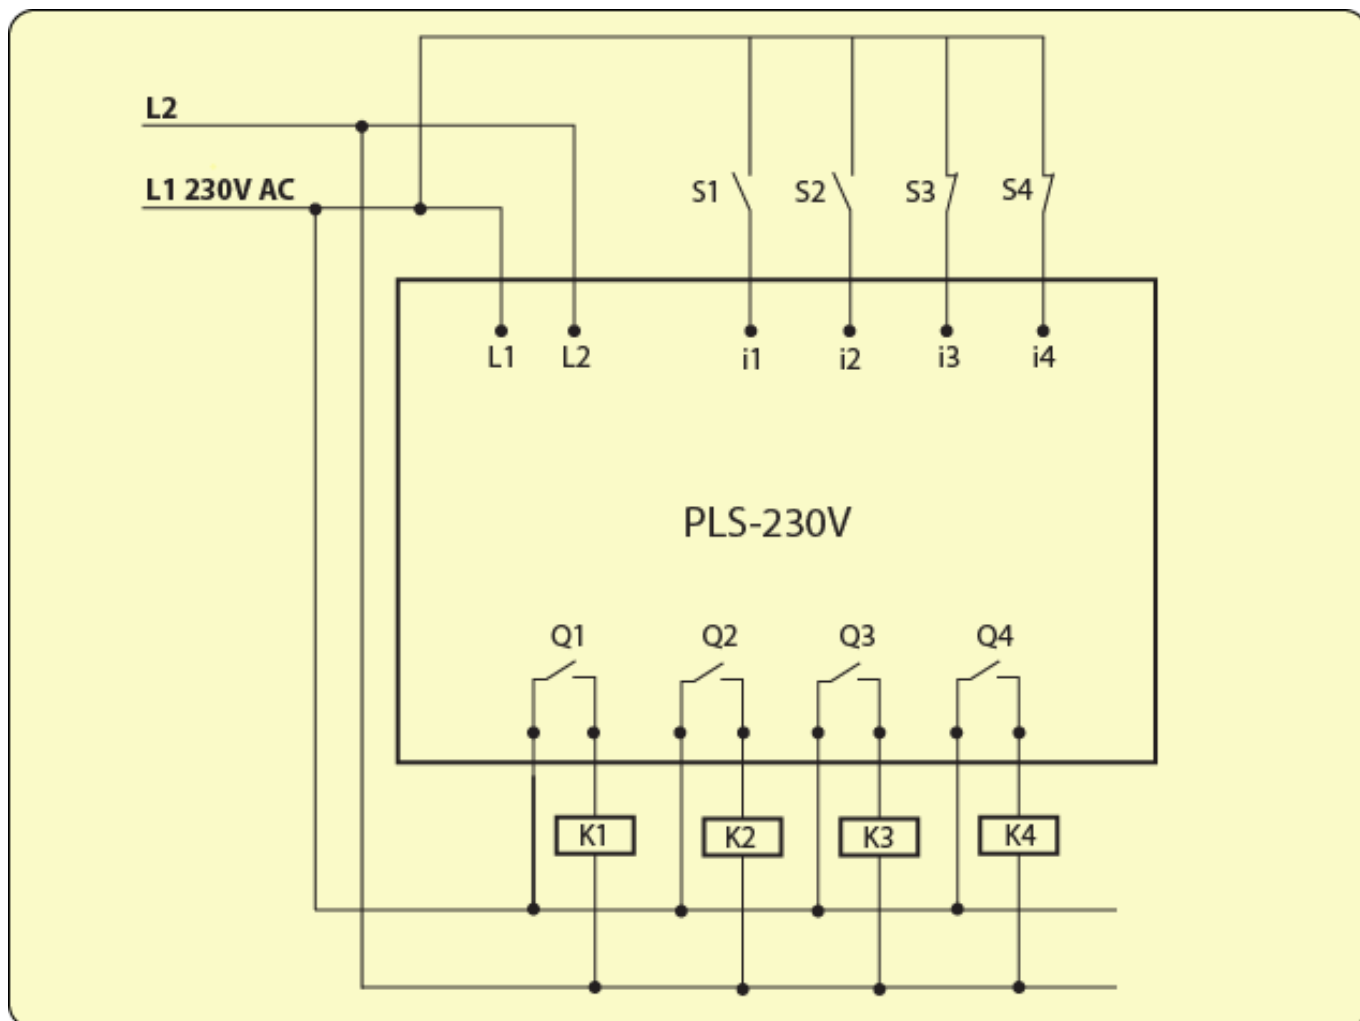 L2
L1 230V AC
S1 S2 S3 S4
L1 L2 i1 i2 i3 i4
PLS-230V
Q1 Q2 Q3 Q4
K1 K2 K3 K4